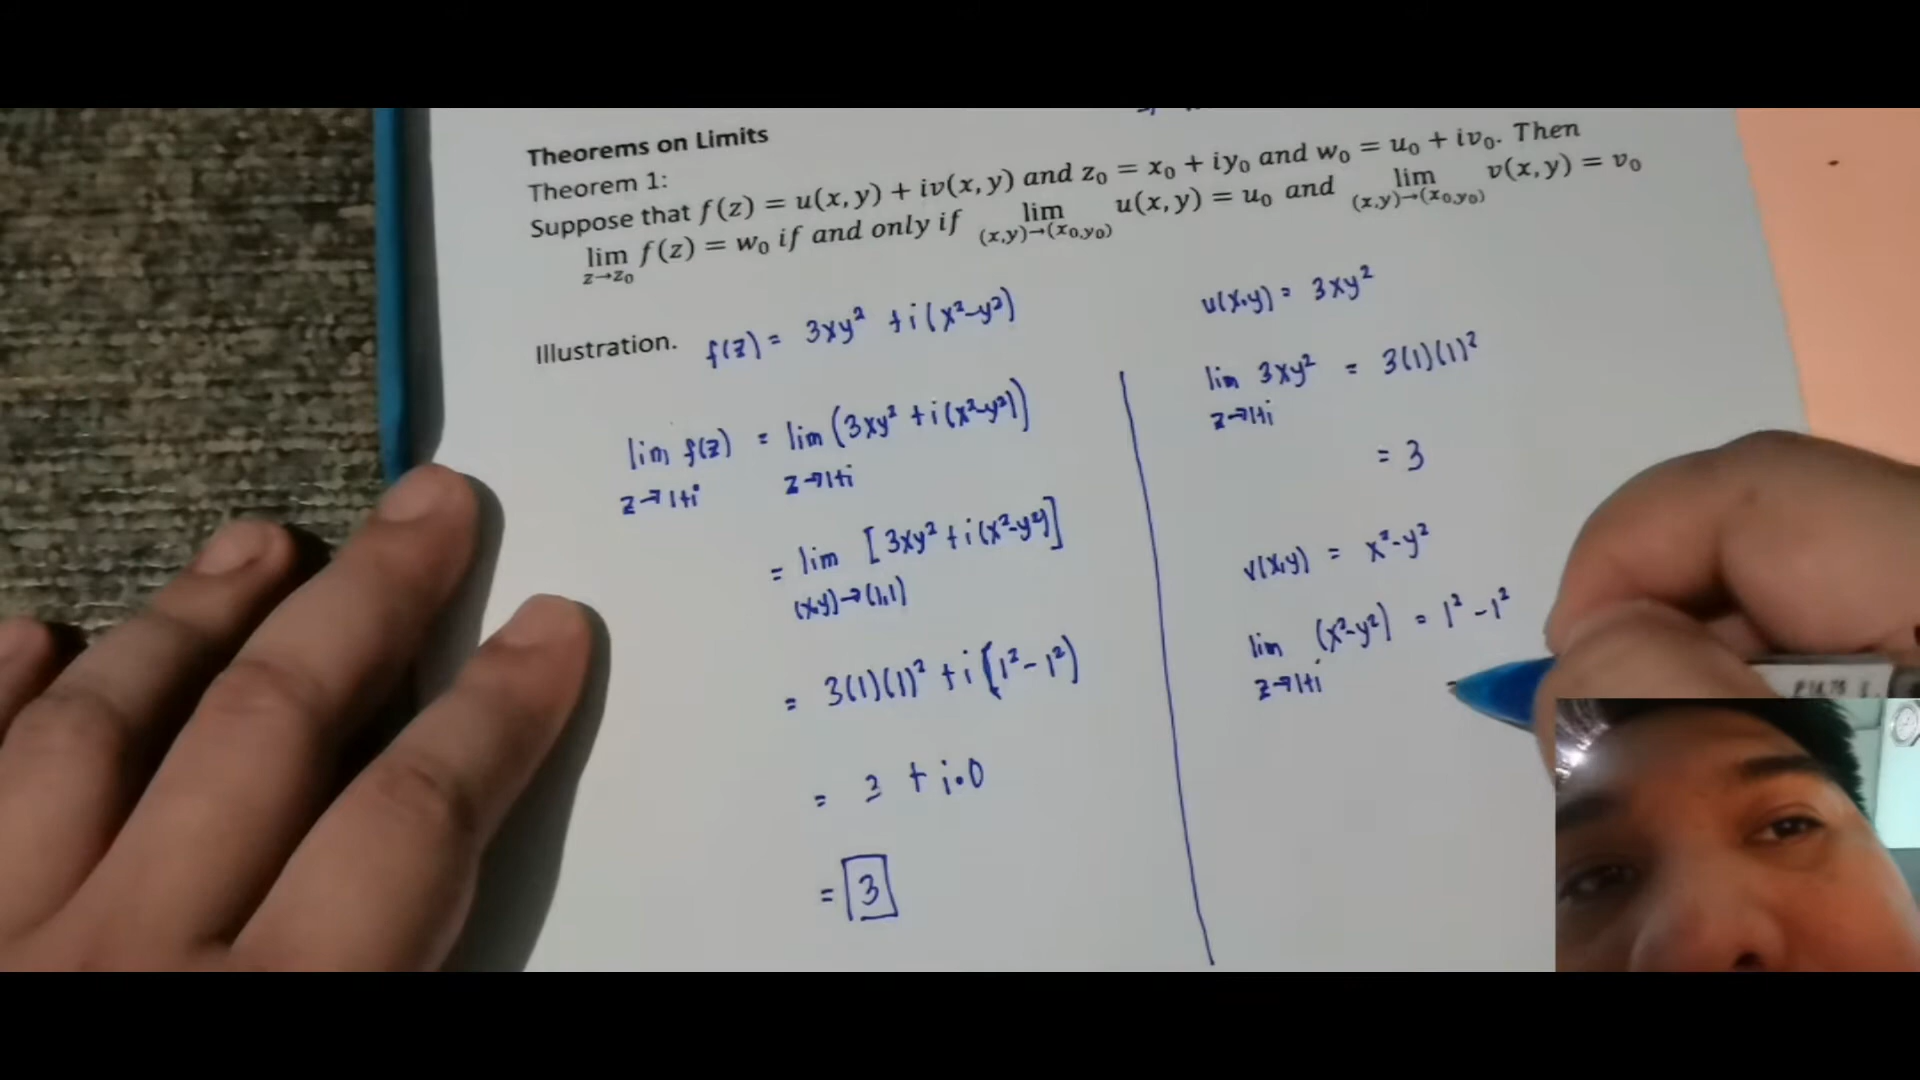 Theorems on Limits
Theorem 1:
Suppose that f(z) = u(x, y) + iv(x, y) and z₀ = x₀ + iy₀ and w₀ = u₀ + iv₀. Then
lim f(z) = w₀ if and only if lim u(x, y) = u₀ and lim v(x, y) = v₀
z→z₀ (x,y)→(x₀,y₀) (x,y)→(x₀,y₀)
Illustration. f(z) = 3xy² + i(x²-y²)
lim f(z) = lim (3xy² + i(x²-y²))
z→1+i z→1+i
= lim [3xy² + i(x²-y²)]
(x,y)→(1,1)
= 3(1)(1)² + i(1² - 1²)
= 3 + i·0
= 3
u(x,y) = 3xy²
lim 3xy² = 3(1)(1)²
z→1+i
= 3
v(x,y) = x²-y²
lim (x²-y²) = 1² - 1²
z→1+i